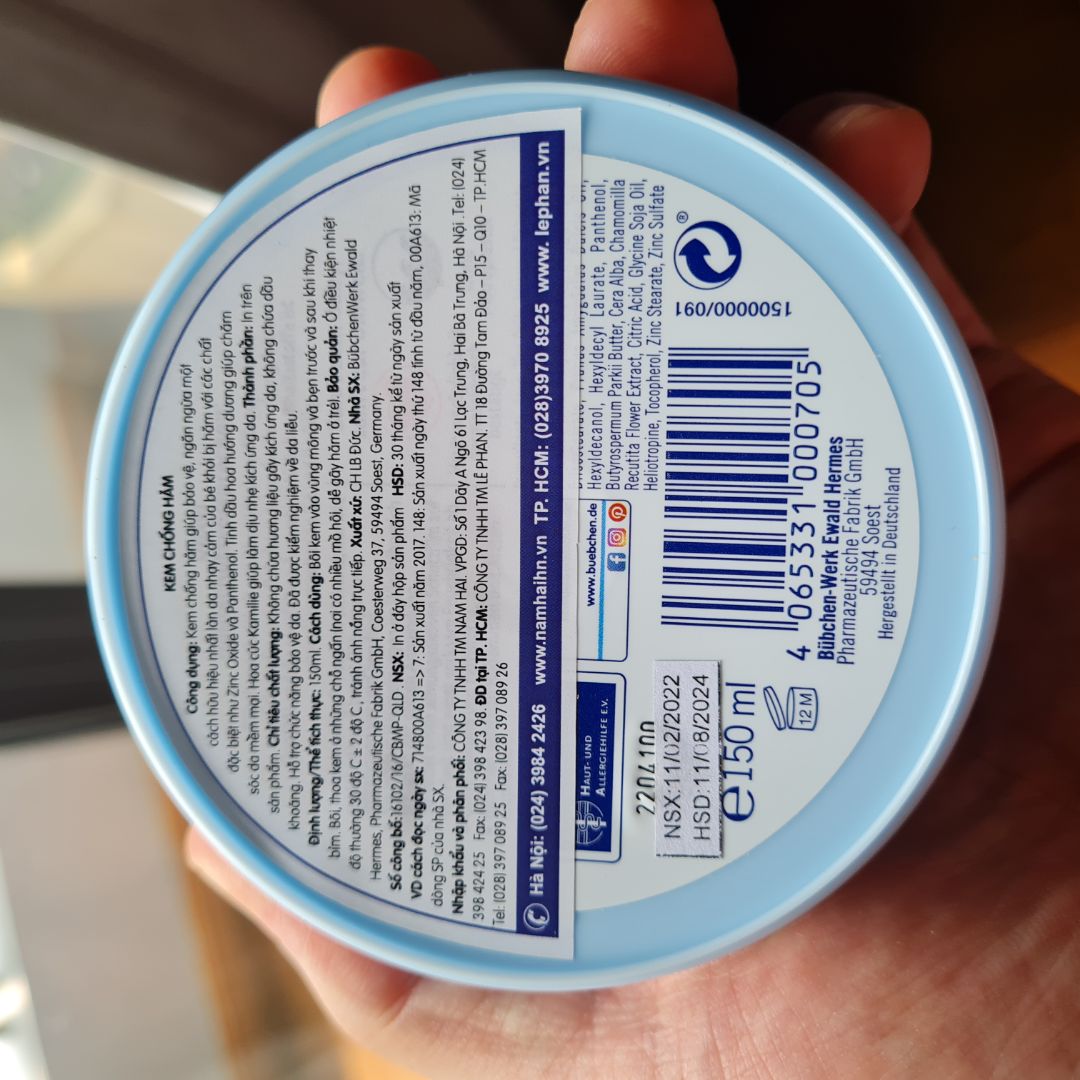 KEM CHỐNG HĂM
Công dụng: Kem chống hăm giúp bảo vệ, ngăn ngừa một
cách hữu hiệu nhất làn da nhạy cảm của bé khỏi bị hăm với các chất
đặc biệt như Zinc Oxide và Panthenol. Tinh dầu hoa hướng dương giúp chăm
sóc da mềm mại. Hoa cúc Kamille giúp làm dịu nhẹ kích ứng da. Thành phần: In trên
sản phẩm. Chỉ tiêu chất lượng: Không chứa hương liệu gây kích ứng da, không chứa dầu
khoáng. Hỗ trợ chức năng bảo vệ da. Đã được kiểm nghiệm về da liễu.
Định lượng/Thể tích thực: 150ml. Cách dùng: Bôi kem vào vùng mông và bẹn trước và sau khi thay
bỉm. Bôi, thoa kem ở những chỗ ngấn (nơi có nhiều mồ hôi, dễ gây hăm ở trẻ). Bảo quản: Ở điều kiện nhiệt
độ thường 30 độ C ± 2 độ C, tránh ánh nắng trực tiếp. Xuất xứ: CH LB Đức. Nhà SX: BübchenWerk Ewald
Hermes, Pharmazeutische Fabrik GmbH, Coesterweg 37, 59494 Soest, Germany.
Số công bố:16102/16/CBMP-QLD. NSX: In ở đáy hộp sản phẩm HSD: 30 tháng kể từ ngày sản xuất
VD cách đọc ngày sx: 714800A613 => 7: Sản xuất năm 2017, 148: Sản xuất ngày thứ 148 tính từ đầu năm, 00A613: Mã
dòng SP của nhà SX.
Nhập khẩu và phân phối: CÔNG TY TNHH TM NAM HẢI. VPGD: Số 1 Dãy A Ngõ 61 Lạc Trung, Hai Bà Trung, Hà Nội .Tel: (024)
398 424 25 Fax: (024) 398 423 98. ĐD tại TP. HCM: CÔNG TY TNHH TM LÊ PHAN. TT 18 Đường Tam Đảo – P15 – Q10 – TP.HCM
Tel: (028) 397 089 25 Fax: (028) 397 089 26
Hà Nội: (024) 3984 2426 www.namhaihn.vn TP. HCM: (028)3970 8925 www. lephan.vn
Hexyldecanol, Hexyldecyl Laurate, Panthenol,
Butyrospermum Parkii Butter, Cera Alba, Chamomilla
Recutita Flower Extract, Citric Acid, Glycine Soja Oil,
Heliotropine, Tocopherol, Zinc Stearate, Zinc Sulfate
www.buebchen.de
HAUT- UND
ALLERGIEHILFE E.V.
2204100
NSX:11/02/2022
HSD:11/08/2024
e150 ml
12 M
®
1500000/091
4 065331 000705
Bübchen-Werk Ewald Hermes
Pharmazeutische Fabrik GmbH
59494 Soest
Hergestellt in Deutschland